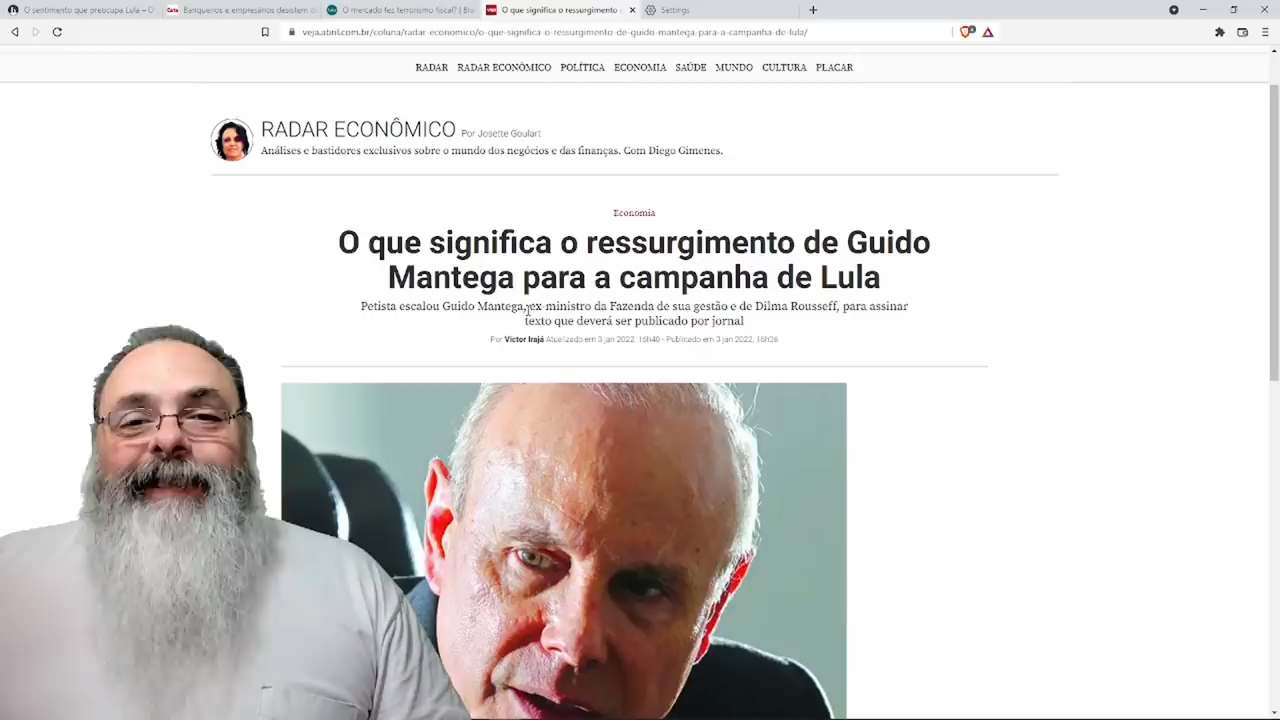 O sentimento que preocupa Lula – O
Carta Banqueiros e empresários desistem d
O mercado fez terrorismo fiscal? | Bla
veja O que significa o ressurgimento
Settings
veja.abril.com.br/coluna/radar-economico/o-que-significa-o-ressurgimento-de-guido-mantega-para-a-campanha-de-lula/
RADAR RADAR ECONÔMICO POLÍTICA ECONOMIA SAÚDE MUNDO CULTURA PLACAR
RADAR ECONÔMICO Por Josette Goulart
Análises e bastidores exclusivos sobre o mundo dos negócios e das finanças. Com Diego Gimenes.
Economia
O que significa o ressurgimento de Guido
Mantega para a campanha de Lula
Petista escalou Guido Mantega, ex-ministro da Fazenda de sua gestão e de Dilma Rousseff, para assinar
texto que deverá ser publicado por jornal
Por Victor Irajá Atualizado em 3 jan 2022, 15h40 - Publicado em 3 jan 2022, 15h36